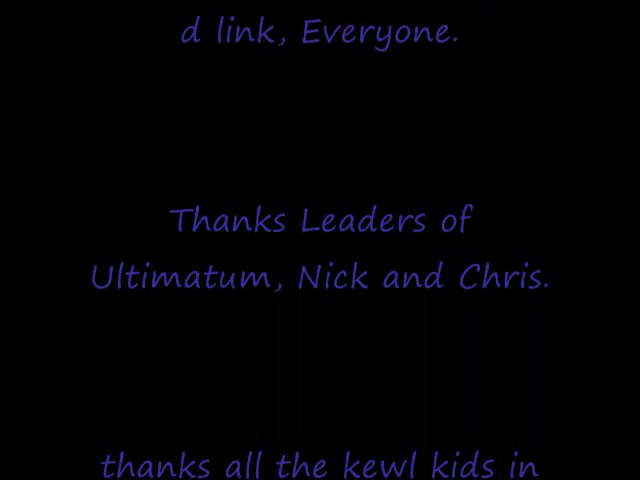 d link, Everyone.
Thanks Leaders of
Ultimatum, Nick and Chris.
thanks all the kewl kids in